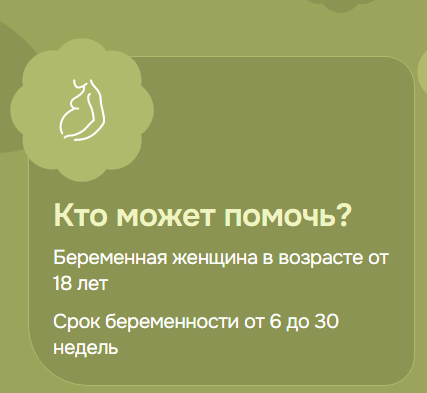 Кто может помочь?
Беременная женщина в возрасте от
18 лет
Срок беременности от 6 до 30
недель